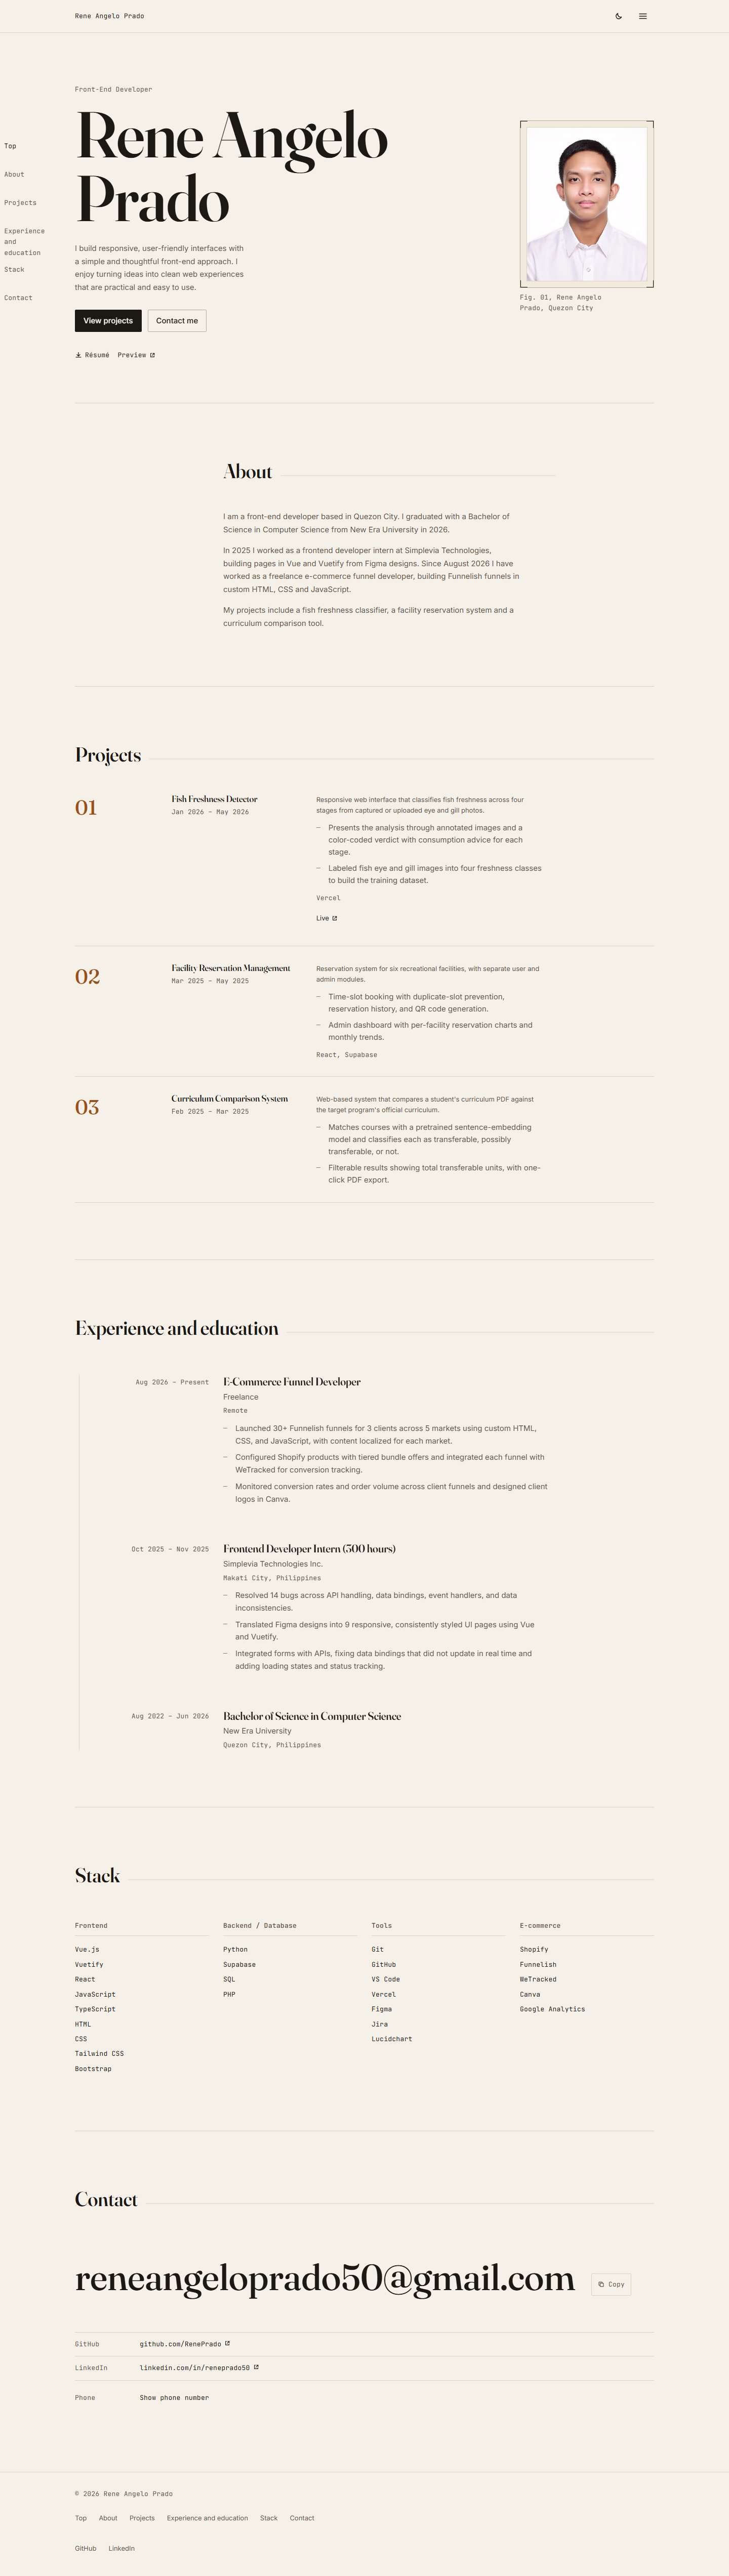 Rene Angelo Prado
Top
About
Projects
Experience
and
education
Stack
Contact
Front-End Developer
Rene Angelo
Prado
I build responsive, user-friendly interfaces with
a simple and thoughtful front-end approach. I
enjoy turning ideas into clean web experiences
that are practical and easy to use.
View projects
Contact me
Résumé Preview
Fig. 01, Rene Angelo
Prado, Quezon City
About
I am a front-end developer based in Quezon City. I graduated with a Bachelor of
Science in Computer Science from New Era University in 2026.
In 2025 I worked as a frontend developer intern at Simplevia Technologies,
building pages in Vue and Vuetify from Figma designs. Since August 2026 I have
worked as a freelance e-commerce funnel developer, building Funnelish funnels in
custom HTML, CSS and JavaScript.
My projects include a fish freshness classifier, a facility reservation system and a
curriculum comparison tool.
Projects
01
Fish Freshness Detector
Jan 2026 – May 2026
Responsive web interface that classifies fish freshness across four
stages from captured or uploaded eye and gill photos.
– Presents the analysis through annotated images and a
color-coded verdict with consumption advice for each
stage.
– Labeled fish eye and gill images into four freshness classes
to build the training dataset.
Vercel
Live
02
Facility Reservation Management
Mar 2025 – May 2025
Reservation system for six recreational facilities, with separate user and
admin modules.
– Time-slot booking with duplicate-slot prevention,
reservation history, and QR code generation.
– Admin dashboard with per-facility reservation charts and
monthly trends.
React, Supabase
03
Curriculum Comparison System
Feb 2025 – Mar 2025
Web-based system that compares a student's curriculum PDF against
the target program's official curriculum.
– Matches courses with a pretrained sentence-embedding
model and classifies each as transferable, possibly
transferable, or not.
– Filterable results showing total transferable units, with one-
click PDF export.
Experience and education
Aug 2026 – Present
E-Commerce Funnel Developer
Freelance
Remote
– Launched 30+ Funnelish funnels for 3 clients across 5 markets using custom HTML,
CSS, and JavaScript, with content localized for each market.
– Configured Shopify products with tiered bundle offers and integrated each funnel with
WeTracked for conversion tracking.
– Monitored conversion rates and order volume across client funnels and designed client
logos in Canva.
Oct 2025 – Nov 2025
Frontend Developer Intern (300 hours)
Simplevia Technologies Inc.
Makati City, Philippines
– Resolved 14 bugs across API handling, data bindings, event handlers, and data
inconsistencies.
– Translated Figma designs into 9 responsive, consistently styled UI pages using Vue
and Vuetify.
– Integrated forms with APIs, fixing data bindings that did not update in real time and
adding loading states and status tracking.
Aug 2022 – Jun 2026
Bachelor of Science in Computer Science
New Era University
Quezon City, Philippines
Stack
Frontend
Vue.js
Vuetify
React
JavaScript
TypeScript
HTML
CSS
Tailwind CSS
Bootstrap
Backend / Database
Python
Supabase
SQL
PHP
Tools
Git
GitHub
VS Code
Vercel
Figma
Jira
Lucidchart
E-commerce
Shopify
Funnelish
WeTracked
Canva
Google Analytics
Contact
reneangeloprado50@gmail.com
Copy
GitHub github.com/RenePrado
LinkedIn linkedin.com/in/reneprado50
Phone Show phone number
© 2026 Rene Angelo Prado
Top About Projects Experience and education Stack Contact
GitHub LinkedIn